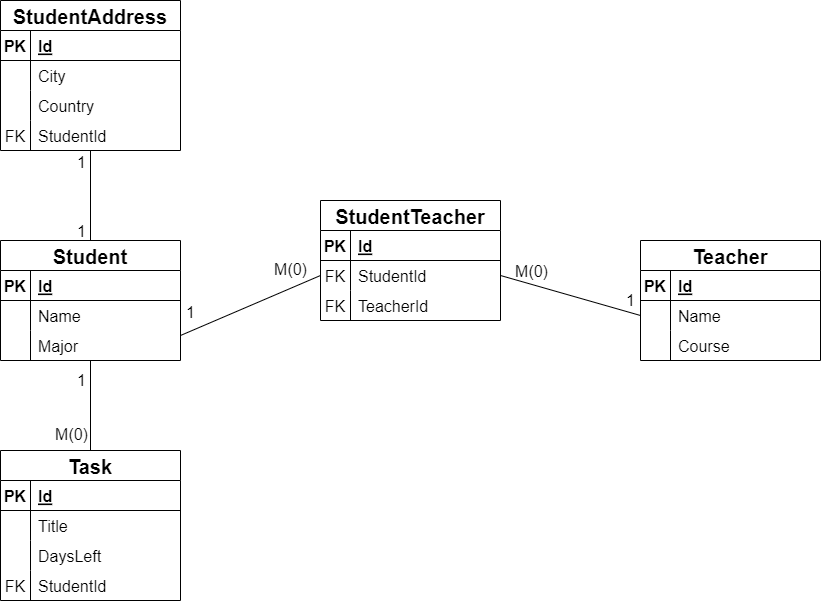 StudentAddress
PK Id
City
Country
FK StudentId
1
1
Student
PK Id
Name
Major
1
1
M(0)
Task
PK Id
Title
DaysLeft
FK StudentId
M(0)
StudentTeacher
PK Id
FK StudentId
FK TeacherId
M(0)
1
Teacher
PK Id
Name
Course